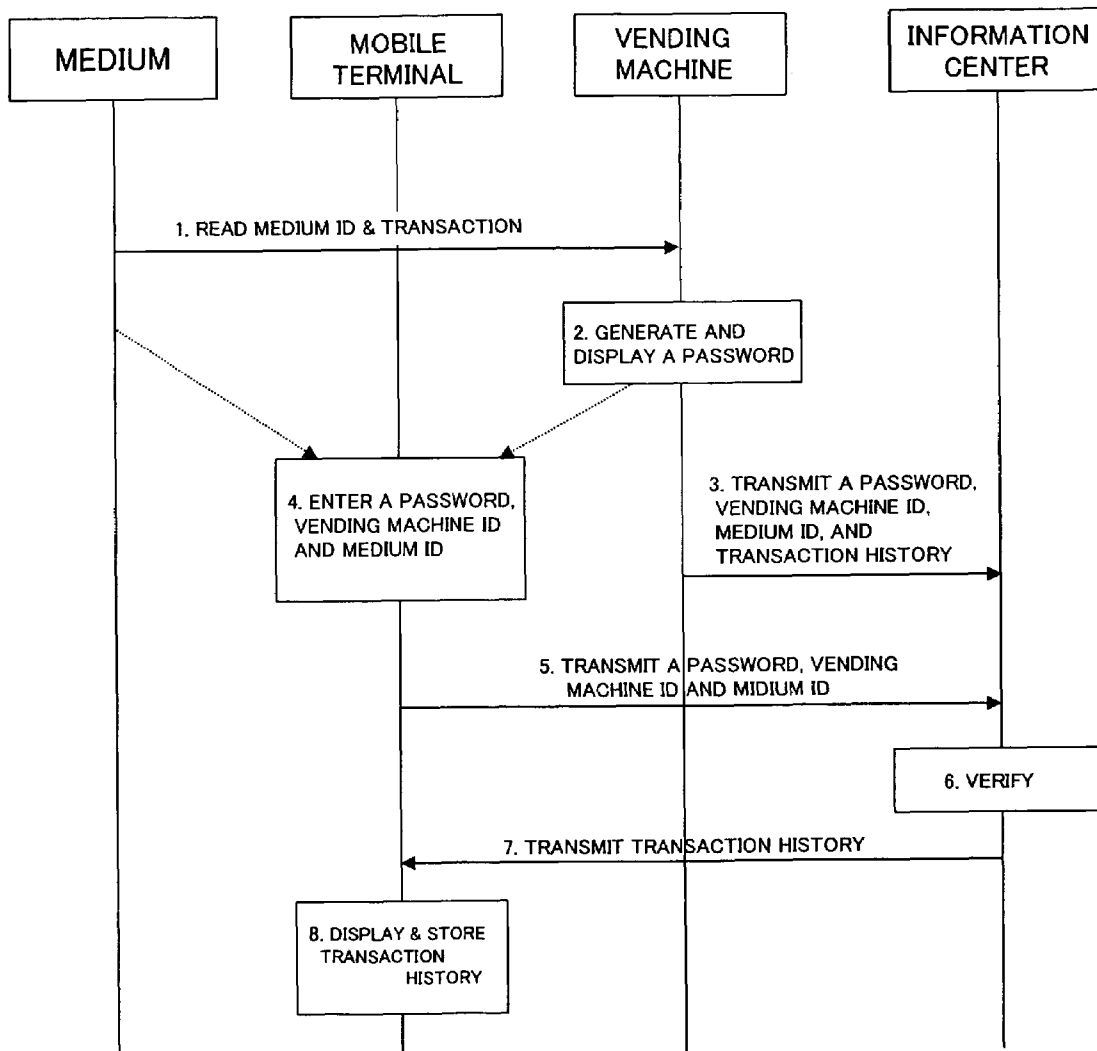 MEDIUM
MOBILE
TERMINAL
VENDING
MACHINE
INFORMATION
CENTER
1. READ MEDIUM ID & TRANSACTION
2. GENERATE AND
DISPLAY A PASSWORD
3. TRANSMIT A PASSWORD,
VENDING MACHINE ID,
MEDIUM ID, AND
TRANSACTION HISTORY
4. ENTER A PASSWORD,
VENDING MACHINE ID
AND MEDIUM ID
5. TRANSMIT A PASSWORD, VENDING
MACHINE ID AND MIDIUM ID
6. VERIFY
7. TRANSMIT TRANSACTION HISTORY
8. DISPLAY & STORE
TRANSACTION
HISTORY